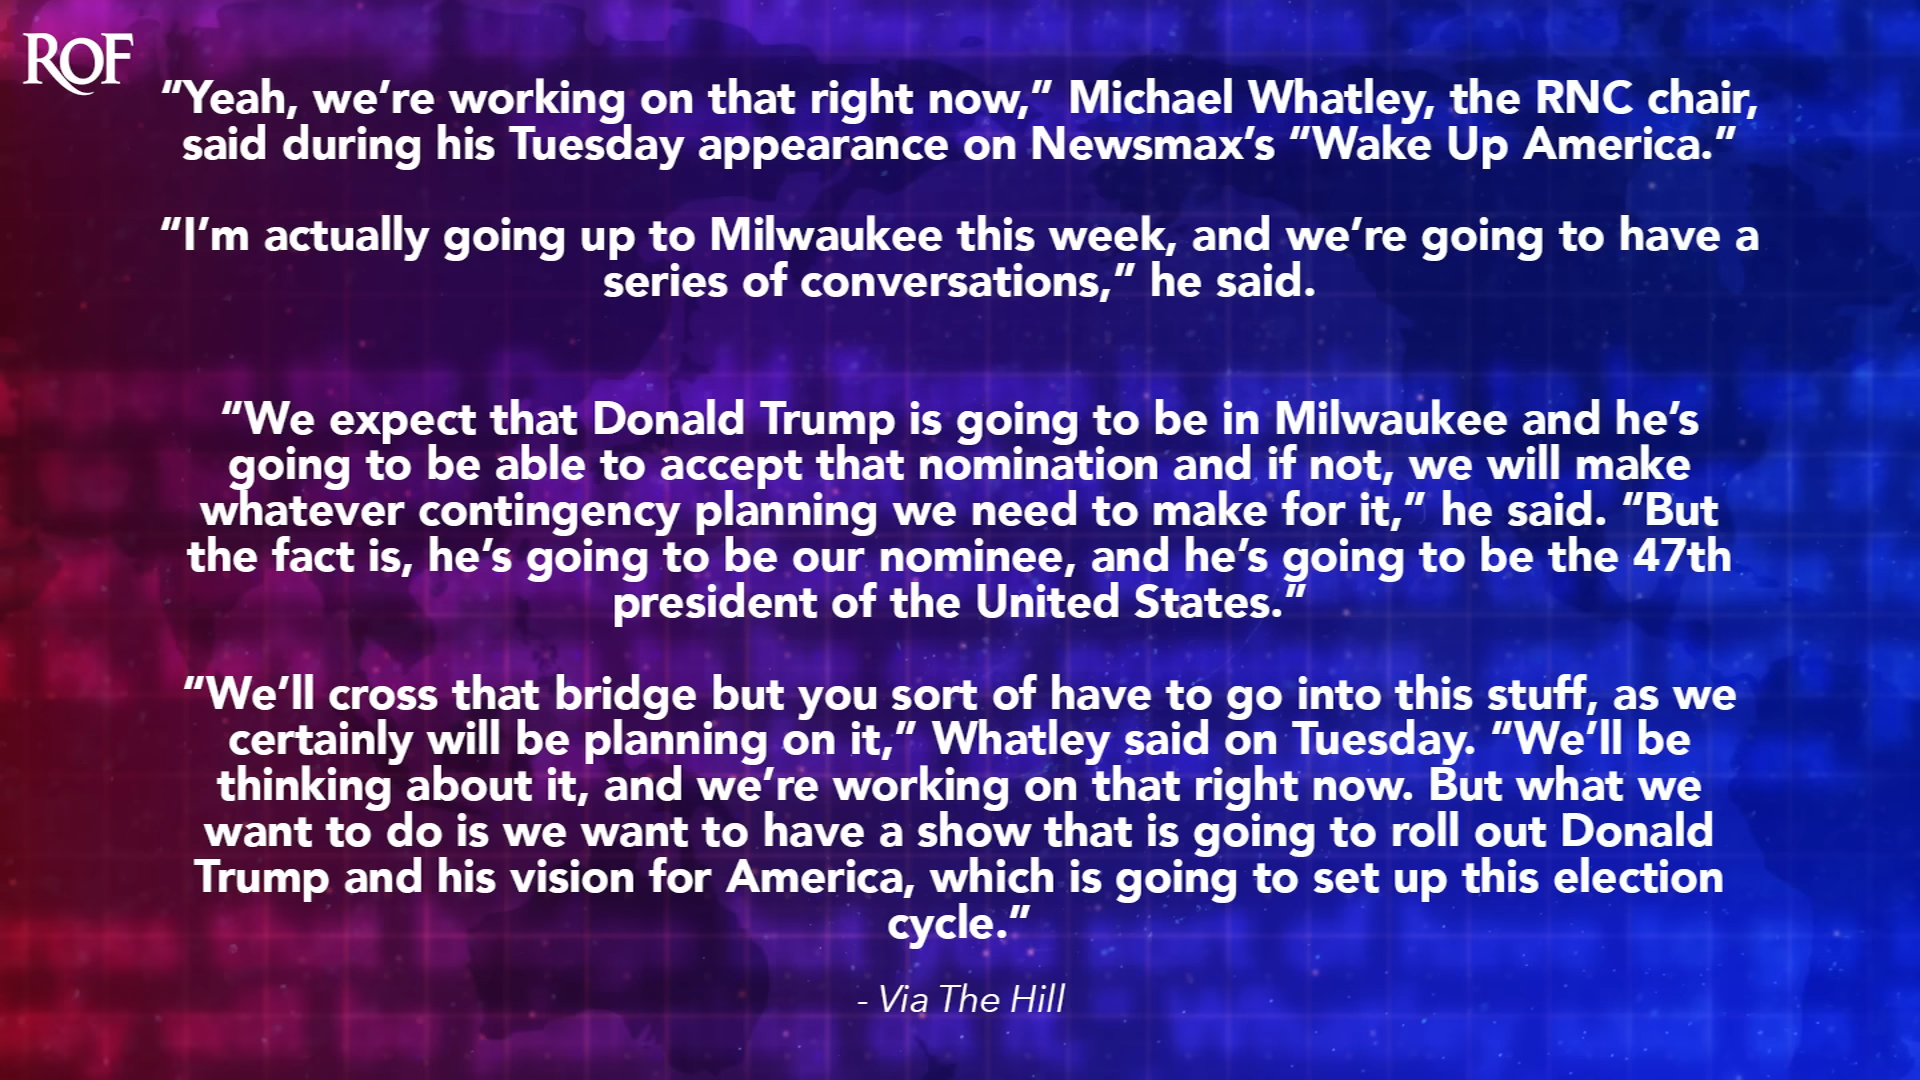 ROF
“Yeah, we’re working on that right now,” Michael Whatley, the RNC chair,
said during his Tuesday appearance on Newsmax’s “Wake Up America.”
“I’m actually going up to Milwaukee this week, and we’re going to have a
series of conversations,” he said.
“We expect that Donald Trump is going to be in Milwaukee and he’s
going to be able to accept that nomination and if not, we will make
whatever contingency planning we need to make for it,” he said. “But
the fact is, he’s going to be our nominee, and he’s going to be the 47th
president of the United States.”
“We’ll cross that bridge but you sort of have to go into this stuff, as we
certainly will be planning on it,” Whatley said on Tuesday. “We’ll be
thinking about it, and we’re working on that right now. But what we
want to do is we want to have a show that is going to roll out Donald
Trump and his vision for America, which is going to set up this election
cycle.”
- Via The Hill